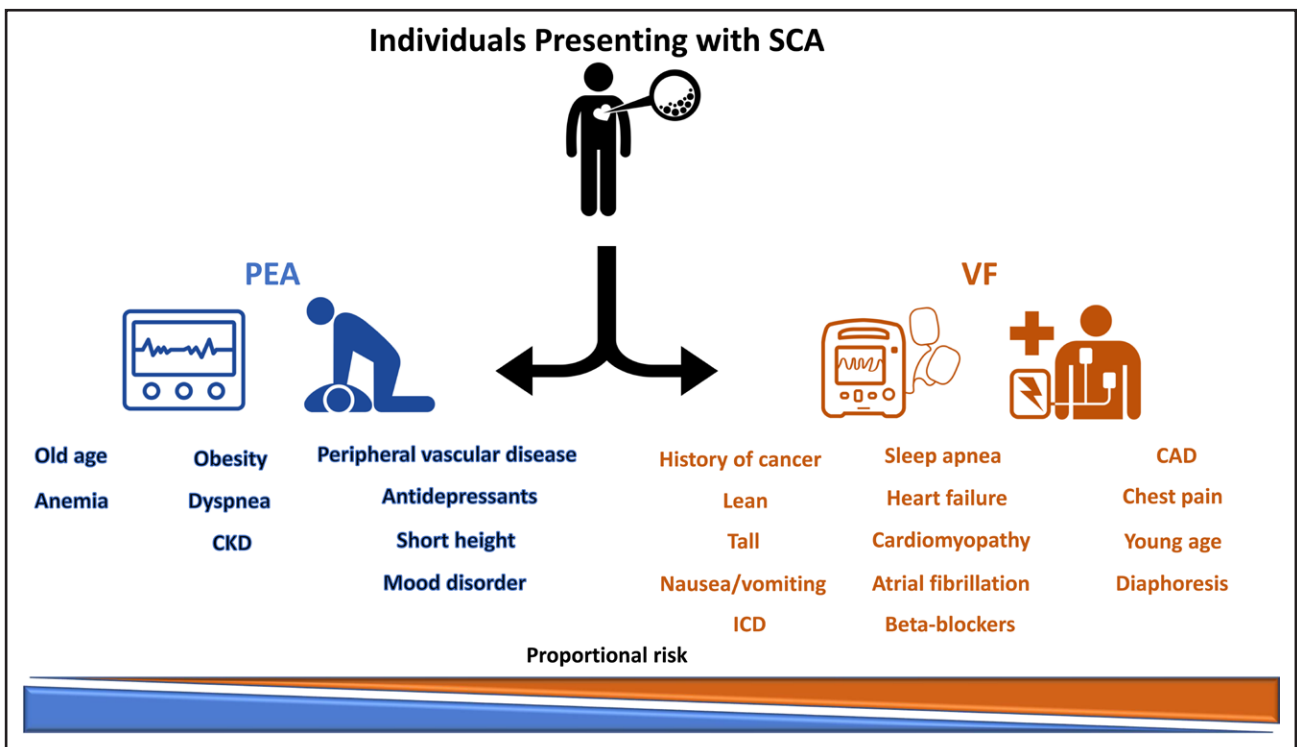 Individuals Presenting with SCA
PEA
VF
Old age
Anemia
Obesity
Dyspnea
CKD
Peripheral vascular disease
Antidepressants
Short height
Mood disorder
History of cancer
Lean
Tall
Nausea/vomiting
ICD
Sleep apnea
Heart failure
Cardiomyopathy
Atrial fibrillation
Beta-blockers
CAD
Chest pain
Young age
Diaphoresis
Proportional risk